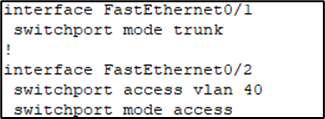 interface FastEthernet0/1
 switchport mode trunk
!
interface FastEthernet0/2
 switchport access vlan 40
 switchport mode access